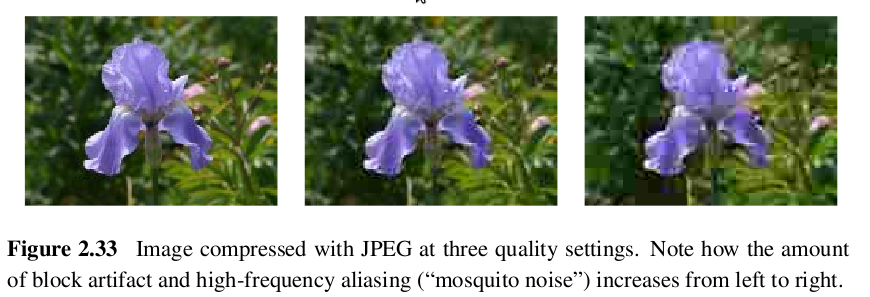 Figure 2.33 Image compressed with JPEG at three quality settings. Note how the amount
of block artifact and high-frequency aliasing (“mosquito noise”) increases from left to right.